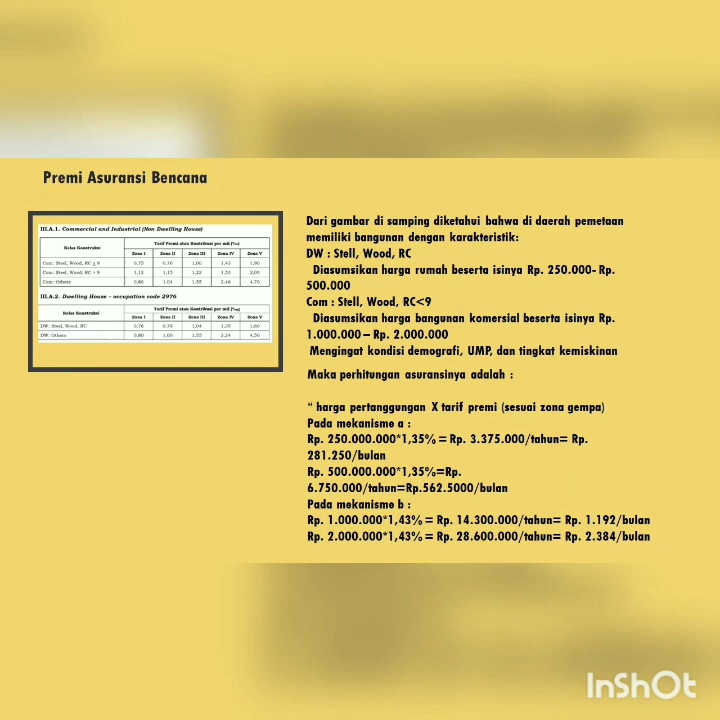 Premi Asuransi Bencana
III.A.1. Commercial and Industrial (Non Dwelling House)
Kelas Konstruksi Tarif Premi atau Kontribusi per mil (‰)
Zona I Zona II Zona III Zona IV Zona V
Com: Steel, Wood, RC ≤ 9 0,75 0,76 1,00 1,43 1,90
Com: Steel, Wood, RC > 9 1,12 1,15 1,22 1,53 2,00
Com: Others 0,80 1,04 1,55 2,46 4,70
III.A.2. Dwelling House – occupation code 2976
Kelas Konstruksi Tarif Premi atau Kontribusi per mil (‰)
Zona I Zona II Zona III Zona IV Zona V
DW: Steel, Wood, RC 0,76 0,79 1,04 1,35 1,60
DW: Others 0,80 1,00 1,55 2,24 4,50
Dari gambar di samping diketahui bahwa di daerah pemetaan
memiliki bangunan dengan karakteristik:
DW : Stell, Wood, RC
Diasumsikan harga rumah beserta isinya Rp. 250.000- Rp.
500.000
Com : Stell, Wood, RC<9
Diasumsikan harga bangunan komersial beserta isinya Rp.
1.000.000 – Rp. 2.000.000
Mengingat kondisi demografi, UMP, dan tingkat kemiskinan
Maka perhitungan asuransinya adalah :
“ harga pertanggungan X tarif premi (sesuai zona gempa)
Pada mekanisme a :
Rp. 250.000.000*1,35% = Rp. 3.375.000/tahun= Rp.
281.250/bulan
Rp. 500.000.000*1,35%=Rp.
6.750.000/tahun=Rp.562.5000/bulan
Pada mekanisme b :
Rp. 1.000.000*1,43% = Rp. 14.300.000/tahun= Rp. 1.192/bulan
Rp. 2.000.000*1,43% = Rp. 28.600.000/tahun= Rp. 2.384/bulan
InShOt